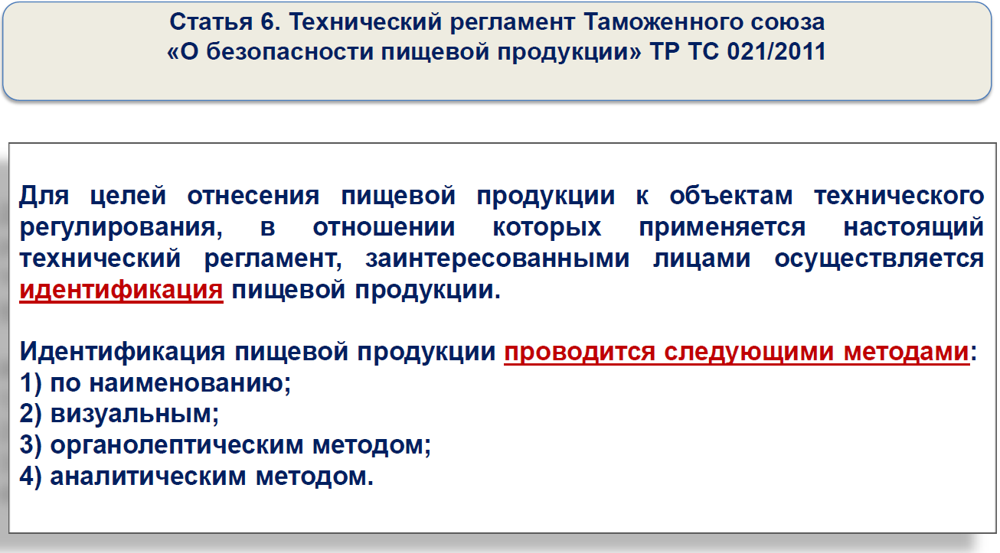 Статья 6. Технический регламент Таможенного союза
«О безопасности пищевой продукции» ТР ТС 021/2011
Для целей отнесения пищевой продукции к объектам технического
регулирования, в отношении которых применяется настоящий
технический регламент, заинтересованными лицами осуществляется
идентификация пищевой продукции.
Идентификация пищевой продукции проводится следующими методами:
1) по наименованию;
2) визуальным;
3) органолептическим методом;
4) аналитическим методом.